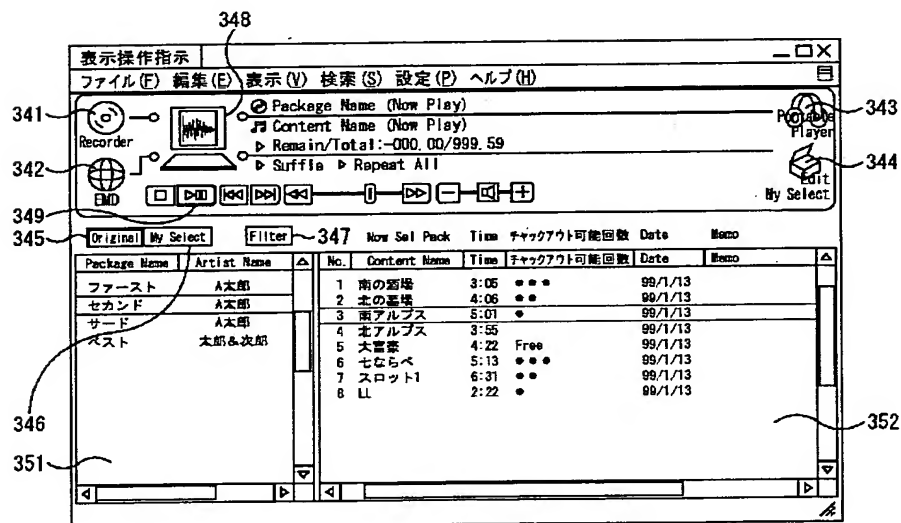 348
表示操作指示
ファイル(F) 編集(E) 表示(V) 検索(S) 設定(P) ヘルプ(H)
341
Recorder
342
EMD
Package Name (Now Play)
Content Name (Now Play)
Remain/Total:-000.00/999.59
Suffle Repeat All
343
Portable Player
344
Edit
My Select
349
345
Original My Select Filter 347 Now Sel Pack Time チャックアウト可能回数 Date Memo
Package Name Artist Name
ファースト A太郎
セカンド A太郎
サード A太郎
ベスト 太郎&次郎
No. Content Name Time チャックアウト可能回数 Date Memo
1 南の酒場 3:05 ●●● 99/1/13
2 北の墓場 4:06 ●● 99/1/13
3 南アルプス 5:01 ● 99/1/13
4 北アルプス 3:55 99/1/13
5 大富豪 4:22 Free 99/1/13
6 七ならべ 5:13 ●●● 99/1/13
7 スロット1 6:31 ●● 99/1/13
8 LL 2:22 ● 99/1/13
346
351
352